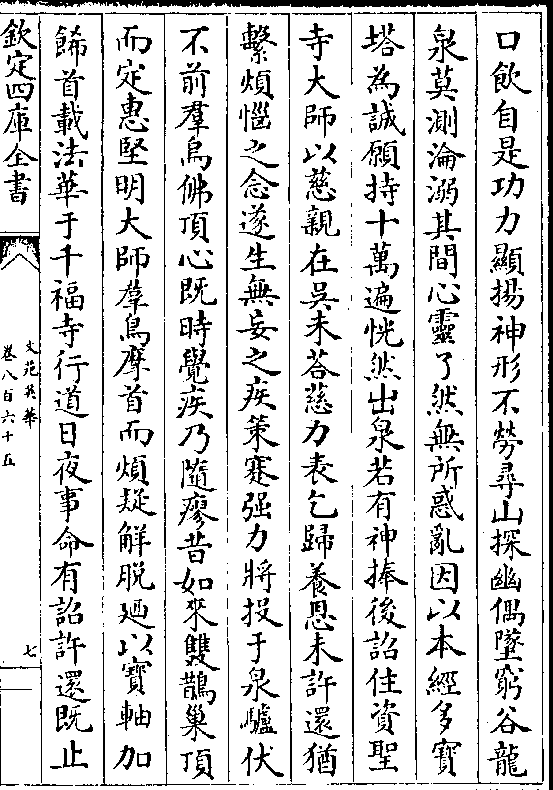 口飲自是功力顯揚神形不勞尋山探幽偶墜窮谷龍
泉莫測淪溺其間心靈了然無所惑亂因以本經多寳
塔為誠願持十萬遍恍然出泉若有神捧後詔住資聖
寺大師以慈親在吳未荅慈力表乞歸養恩未許還猶
繫煩惱之念遂生無妄之疾策蹇强力將投于泉驢伏
不前羣鳥佛頂心既時覺疾乃隨瘳昔如來雙鵲巢頂
而定惠堅明大師羣鳥摩首而煩疑解脱廼以寳軸加
餙首載法華于千福寺行道日夜事命有詔許還既止
欽定四庫全書
文苑英華
卷八百六十五
七